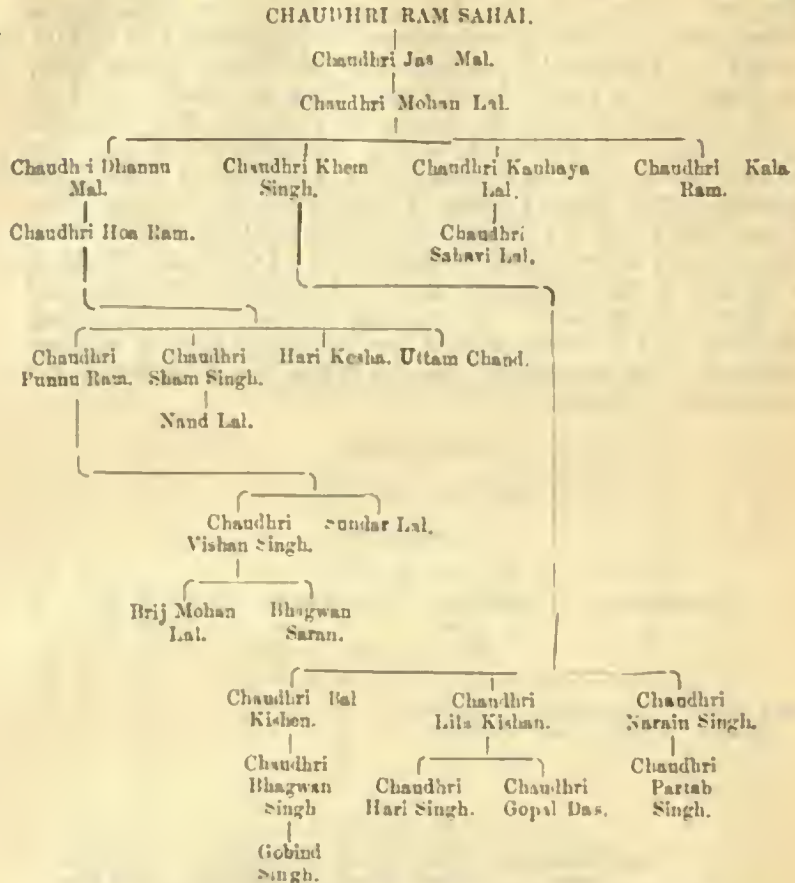 CHAUDHRI RAM SAHAI.
Chaudhri Jas Mal.
Chaudhri Mohan Lal.
Chaudhri Dhannu Chaudhri Khem Chaudhri Kanhaya Chaudhri Kala
Mal. Singh. Lal. Ram.
Chaudhri Hoa Ram. Chaudhri
Sahavi Lal.
Chaudhri Chaudhri Hari Kesha. Uttam Chand.
Punnu Ram. Sham Singh.
Nand Lal.
Chaudhri Sundar Lal.
Vishan Singh.
Brij Mohan Bhagwan
Lal. Saran.
Chaudhri Bal Chaudhri Chaudhri
Kishen. Lila Kishan. Narain Singh.
Chaudhri Chaudhri Chaudhri Chaudhri
Bhagwan Hari Singh. Gopal Das. Partab
Singh Singh.
Gobind
Singh.